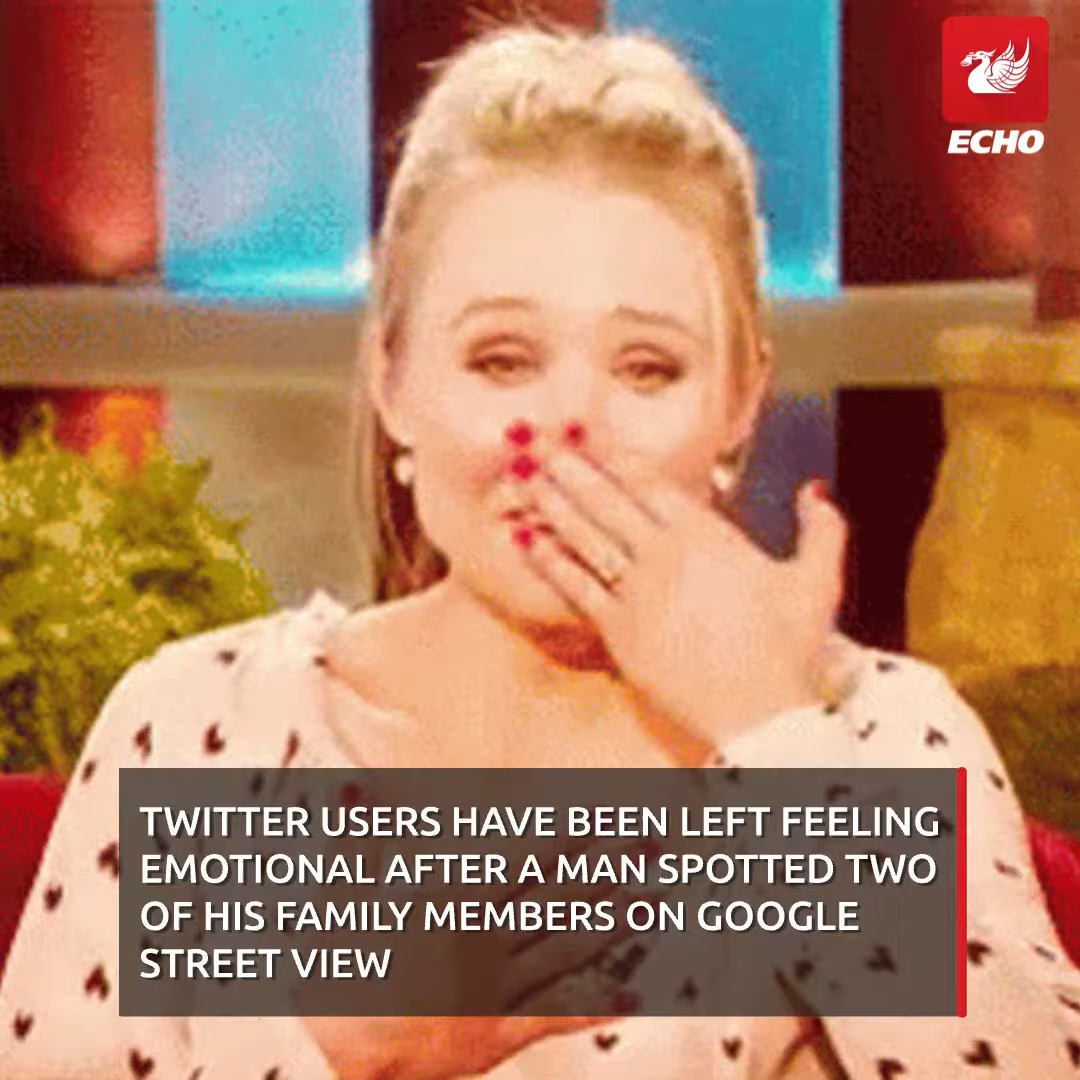 ECHO
TWITTER USERS HAVE BEEN LEFT FEELING
EMOTIONAL AFTER A MAN SPOTTED TWO
OF HIS FAMILY MEMBERS ON GOOGLE
STREET VIEW